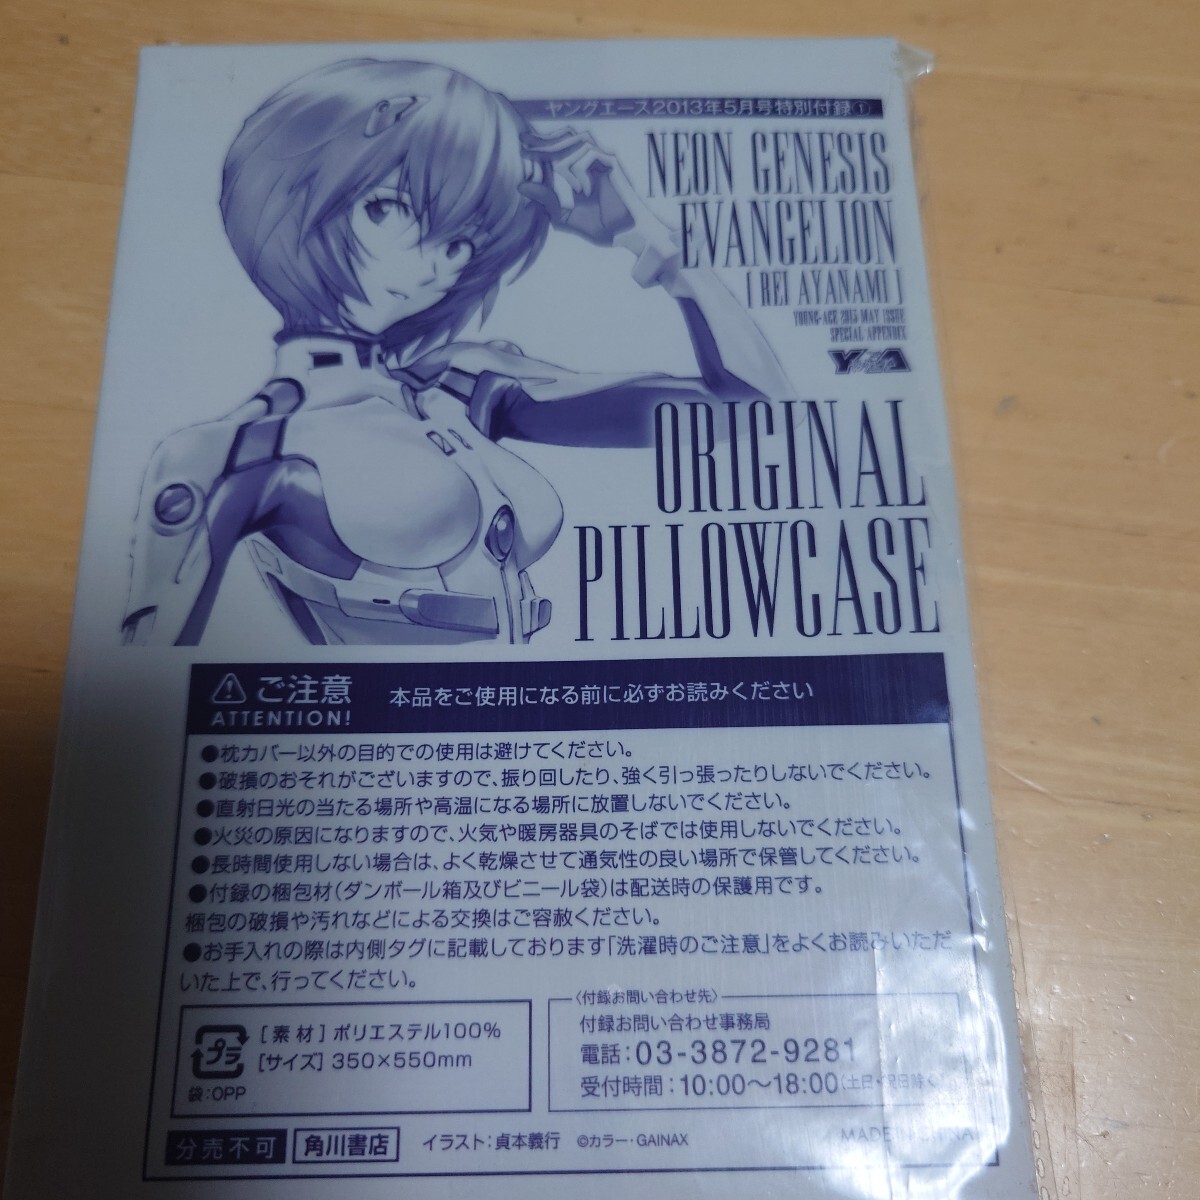 ヤングエース2013年5月号特別付録①
NEON GENESIS
EVANGELION
[ REI AYANAMI ]
YOUNG-ACE 2013 MAY ISSUE
SPECIAL APPENDIX
YA
ORIGINAL
PILLOWCASE
00
ご注意
ATTENTION!
本品をご使用になる前に必ずお読みください
●枕カバー以外の目的での使用は避けてください。
●破損のおそれがございますので、振り回したり、強く引っ張ったりしないでください。
●直射日光の当たる場所や高温になる場所に放置しないでください。
●火災の原因になりますので、火気や暖房器具のそばでは使用しないでください。
●長時間使用しない場合は、よく乾燥させて通気性の良い場所で保管してください。
●付録の梱包材(ダンボール箱及びビニール袋)は配送時の保護用です。
梱包の破損や汚れなどによる交換はご容赦ください。
●お手入れの際は内側タグに記載しております「洗濯時のご注意」をよくお読みいただ
いた上で、行ってください。
プラ
袋:OPP
[素材]ポリエステル100%
[サイズ]350×550mm
〈付録お問い合わせ先〉
付録お問い合わせ事務局
電話:03-3872-9281
受付時間:10:00〜18:00(土日・祝日除く)
分売不可
角川書店
イラスト:貞本義行 ©カラー・GAINAX
MADE IN CHINA